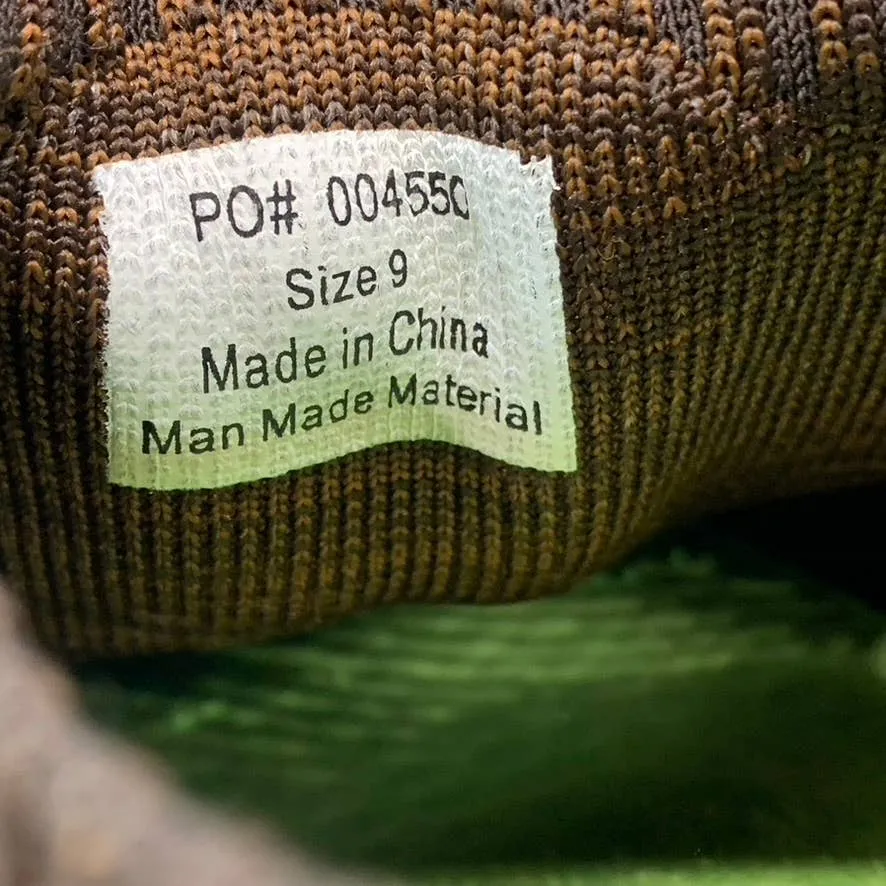 PO# 004550
Size 9
Made in China
Man Made Material